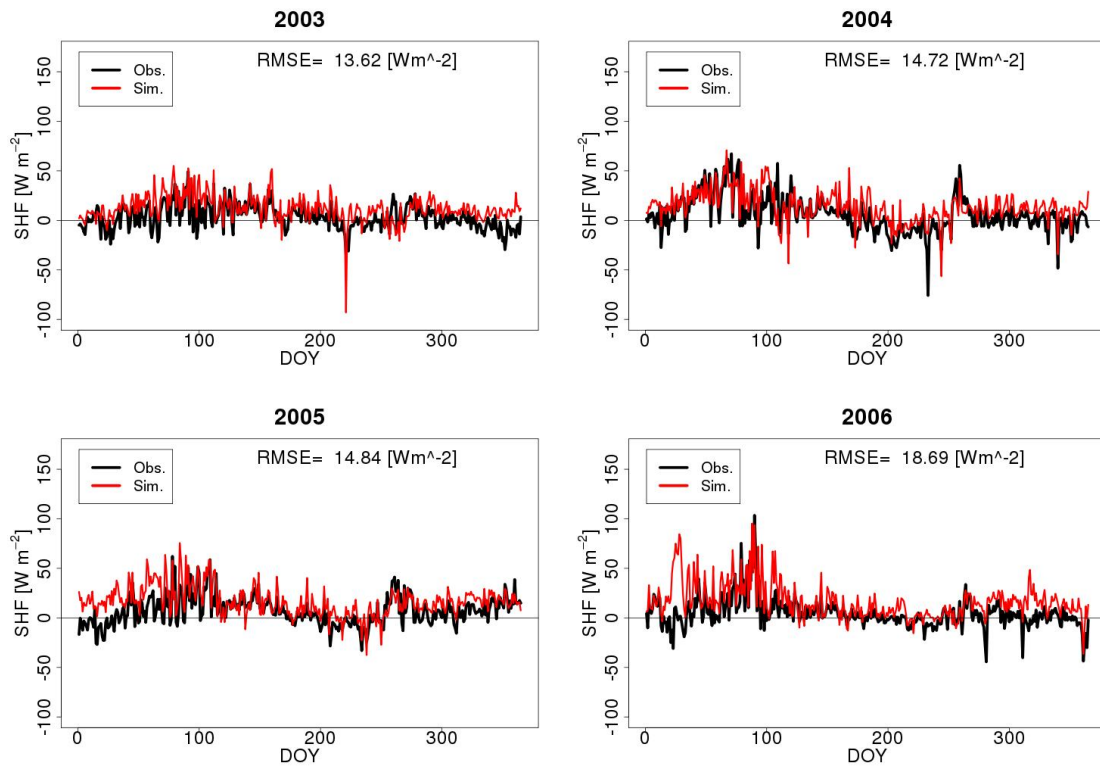 2003
RMSE= 13.62 [Wm^-2]
Obs.
Sim.
SHF [W m−2]
150
100
50
0
-50
-100
0 100 200 300
DOY
2004
RMSE= 14.72 [Wm^-2]
Obs.
Sim.
SHF [W m−2]
150
100
50
0
-50
-100
0 100 200 300
DOY
2005
RMSE= 14.84 [Wm^-2]
Obs.
Sim.
SHF [W m−2]
150
100
50
0
-50
-100
0 100 200 300
DOY
2006
RMSE= 18.69 [Wm^-2]
Obs.
Sim.
SHF [W m−2]
150
100
50
0
-50
-100
0 100 200 300
DOY